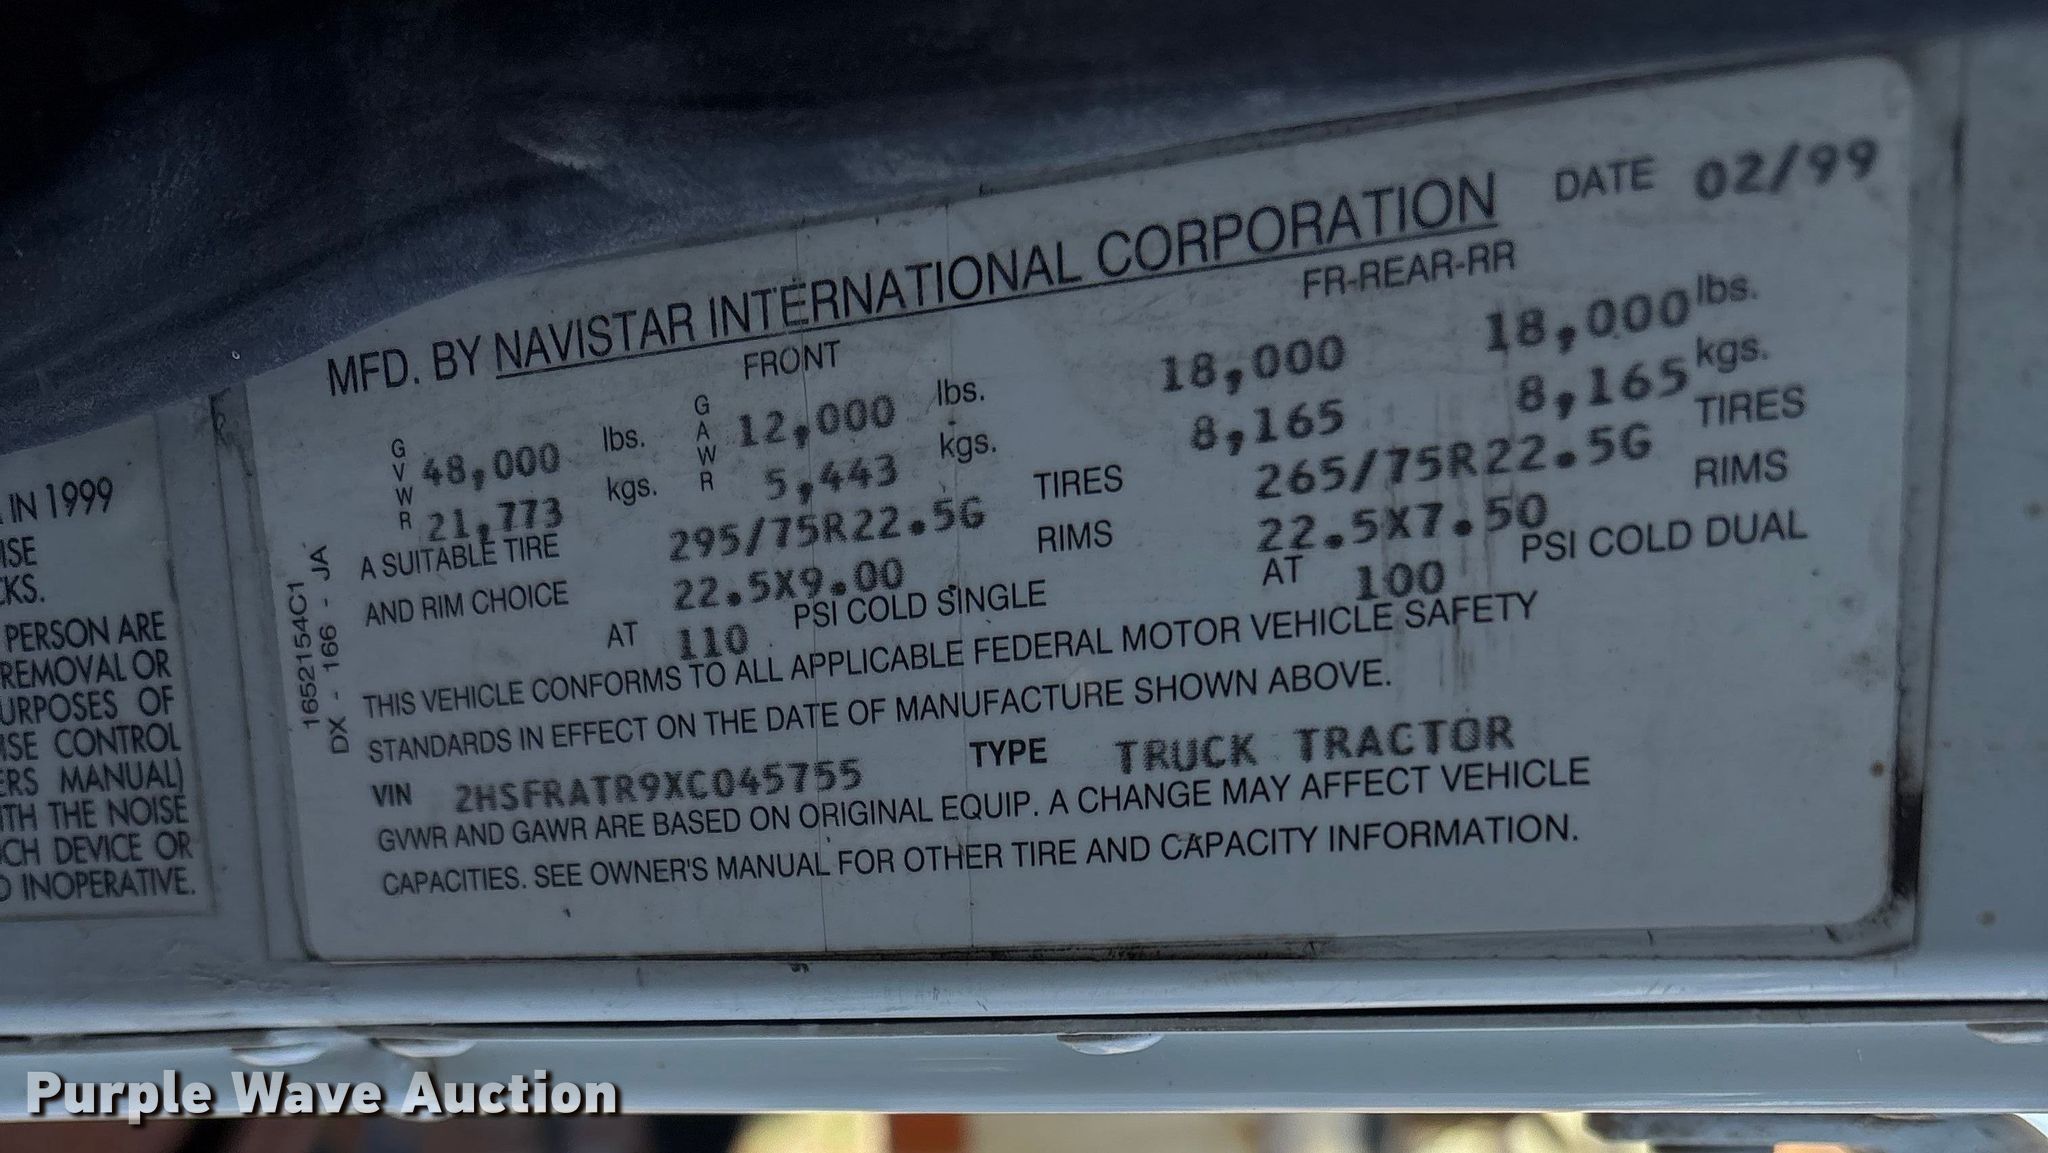 MFD. BY NAVISTAR INTERNATIONAL CORPORATION DATE 02/99
FRONT FR-REAR-RR
GVWR 48,000 lbs. GAWR 12,000 lbs. 18,000 18,000 lbs.
21,773 kgs. 5,443 kgs. 8,165 8,165 kgs.
A SUITABLE TIRE 295/75R22.5G TIRES 265/75R22.5G TIRES
AND RIM CHOICE 22.5X9.00 RIMS 22.5X7.50 RIMS
AT 110 PSI COLD SINGLE AT 100 PSI COLD DUAL
THIS VEHICLE CONFORMS TO ALL APPLICABLE FEDERAL MOTOR VEHICLE SAFETY
STANDARDS IN EFFECT ON THE DATE OF MANUFACTURE SHOWN ABOVE.
VIN 2HSFRATR9XC045755 TYPE TRUCK TRACTOR
GVWR AND GAWR ARE BASED ON ORIGINAL EQUIP. A CHANGE MAY AFFECT VEHICLE
CAPACITIES. SEE OWNER'S MANUAL FOR OTHER TIRE AND CAPACITY INFORMATION.
1652154C1
DX - 166 - JA
IN 1999
PERSON ARE
REMOVAL OR
OF
CONTROL
MANUAL)
THE NOISE
DEVICE OR
INOPERATIVE.
Purple Wave Auction